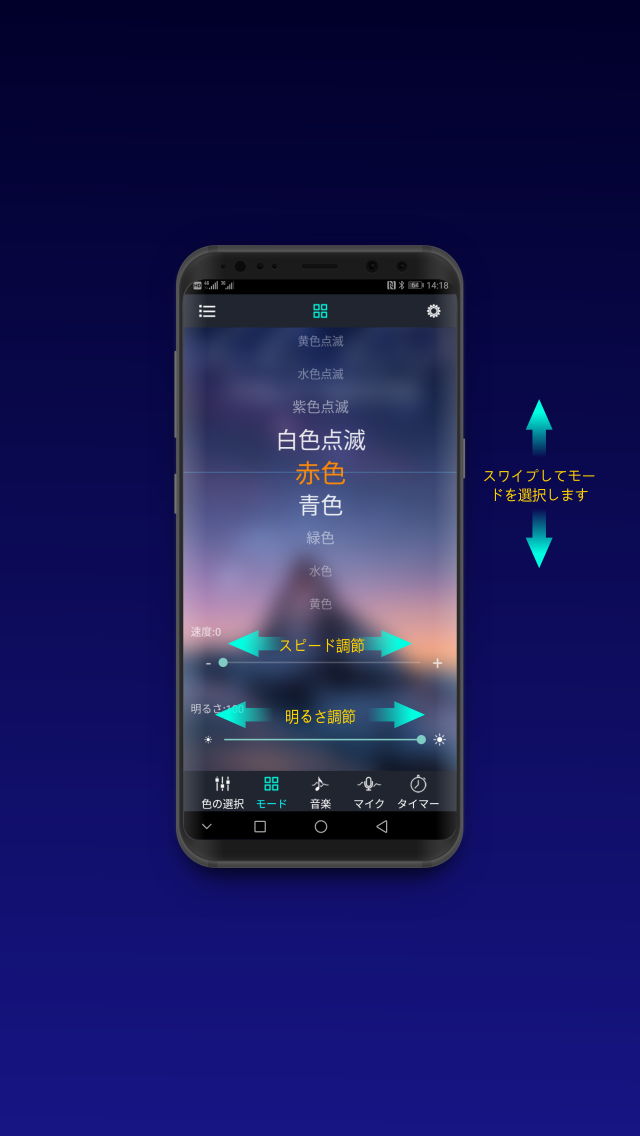 14:18
黄色点滅
水色点滅
紫色点滅
白色点滅
赤色
青色
緑色
水色
黄色
スワイプしてモー
ドを選択します
速度:0
スピード調節
- +
明るさ:100
明るさ調節
色の選択 モード 音楽 マイク タイマー